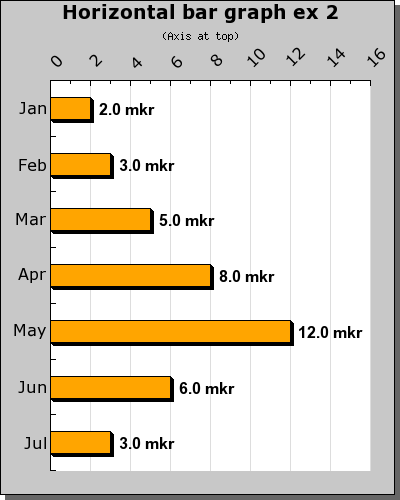 Horizontal bar graph ex 2
(Axis at top)
0 2 4 6 8 10 12 14 16
Jan 2.0 mkr
Feb 3.0 mkr
Mar 5.0 mkr
Apr 8.0 mkr
May 12.0 mkr
Jun 6.0 mkr
Jul 3.0 mkr